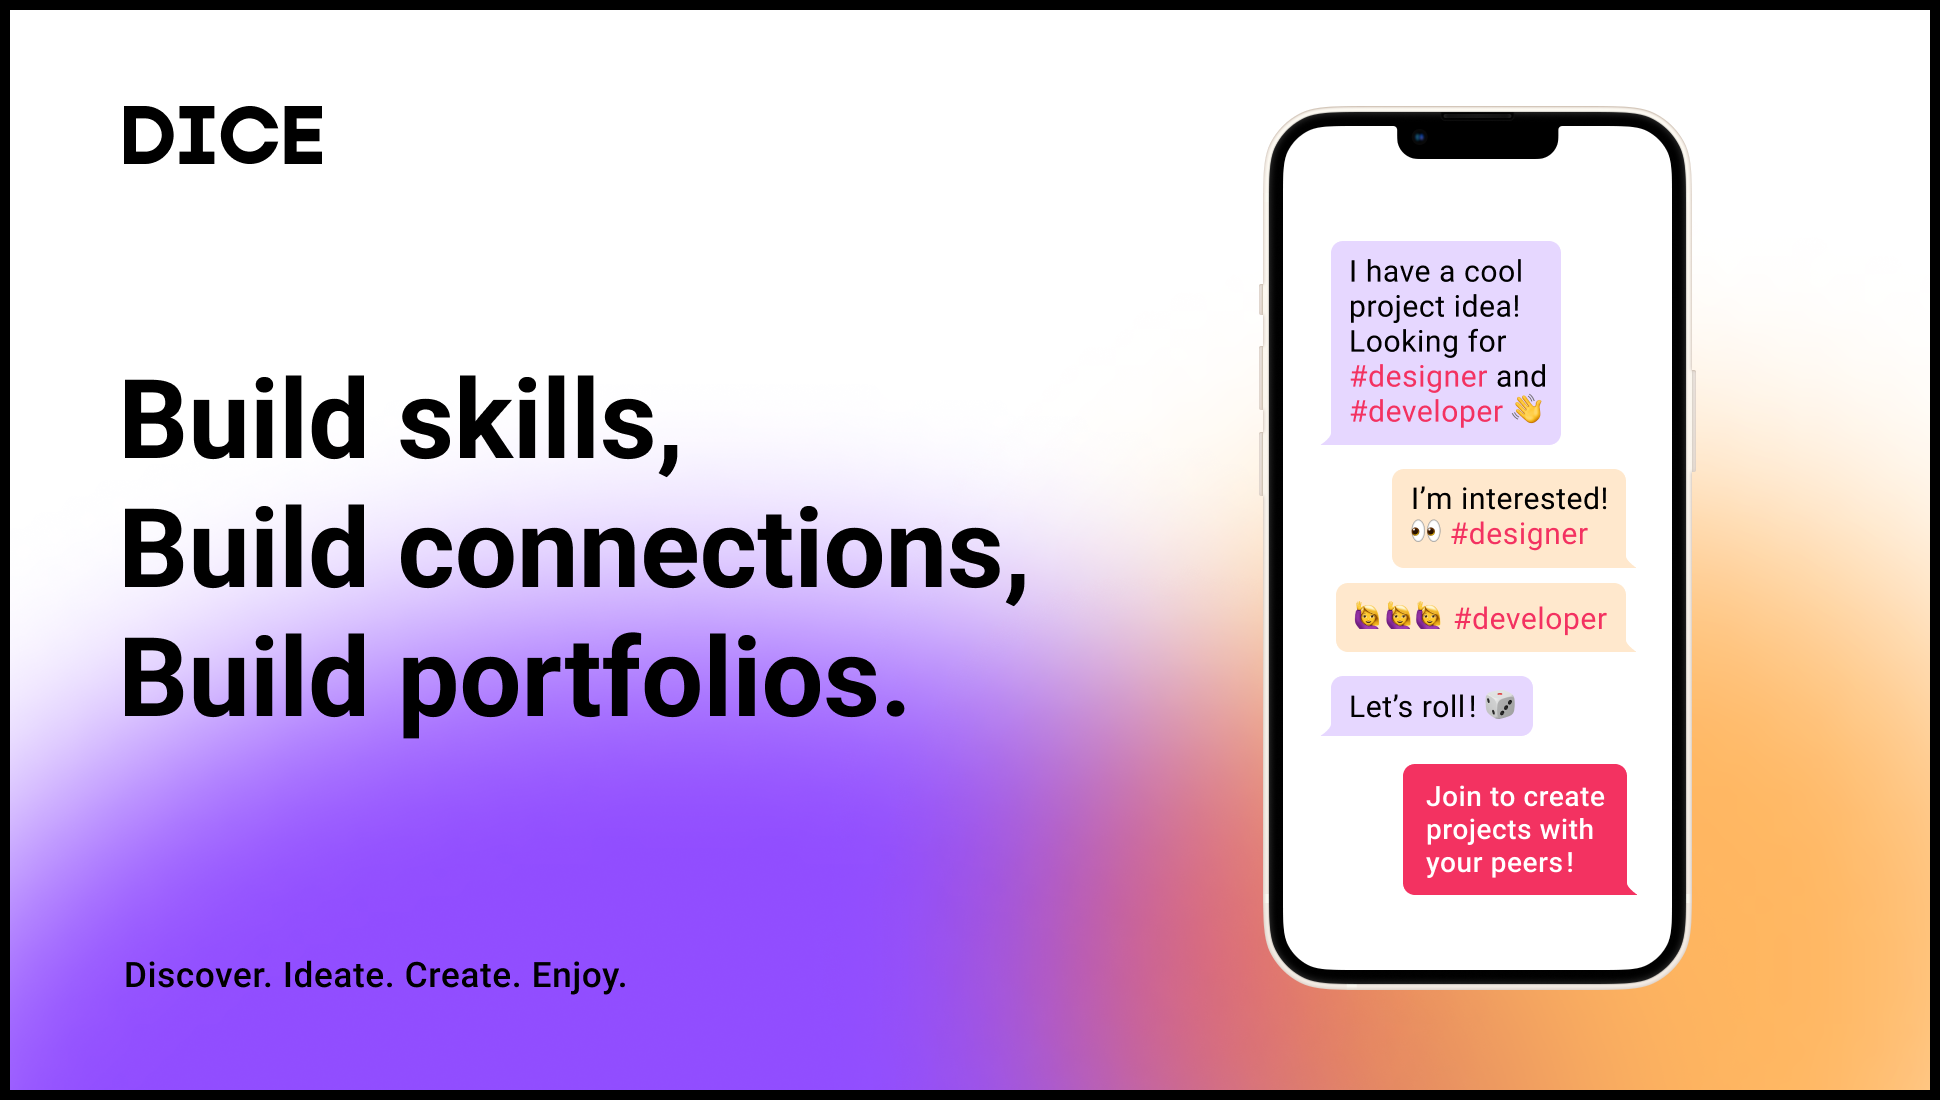 DICE
Build skills,
Build connections,
Build portfolios.
Discover. Ideate. Create. Enjoy.
I have a cool
project idea!
Looking for
#designer and
#developer 👋
I’m interested!
👀 #designer
🙋‍♀️🙋‍♀️🙋‍♀️ #developer
Let’s roll! 🎲
Join to create
projects with
your peers!